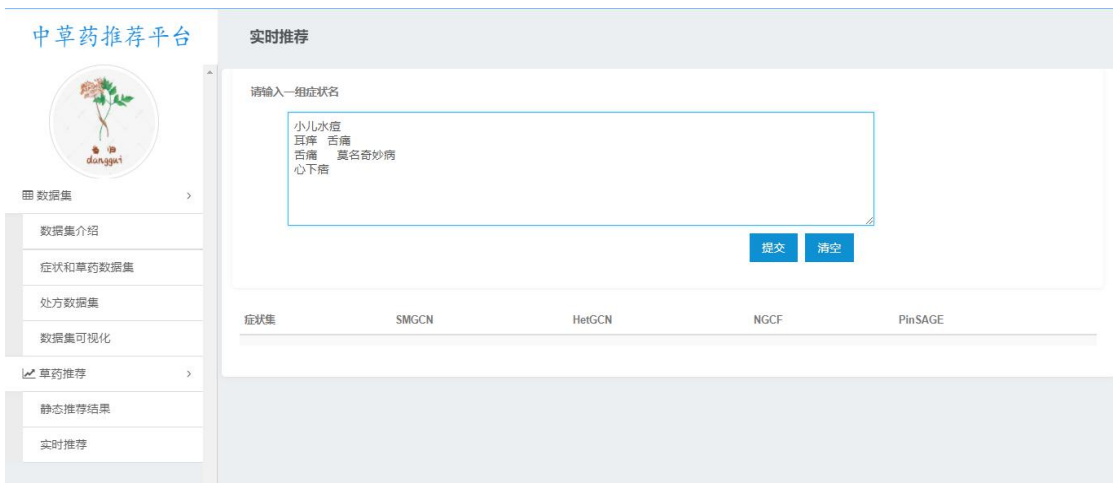 中草药推荐平台
danggui
田 数据集 >
数据集介绍
症状和草药数据集
处方数据集
数据集可视化
草药推荐 >
静态推荐结果
实时推荐
实时推荐
请输入一组症状名
小儿水痘
耳痒 舌痛
舌痛 莫名奇妙病
心下痞
提交 清空
症状集 SMGCN HetGCN NGCF PinSAGE